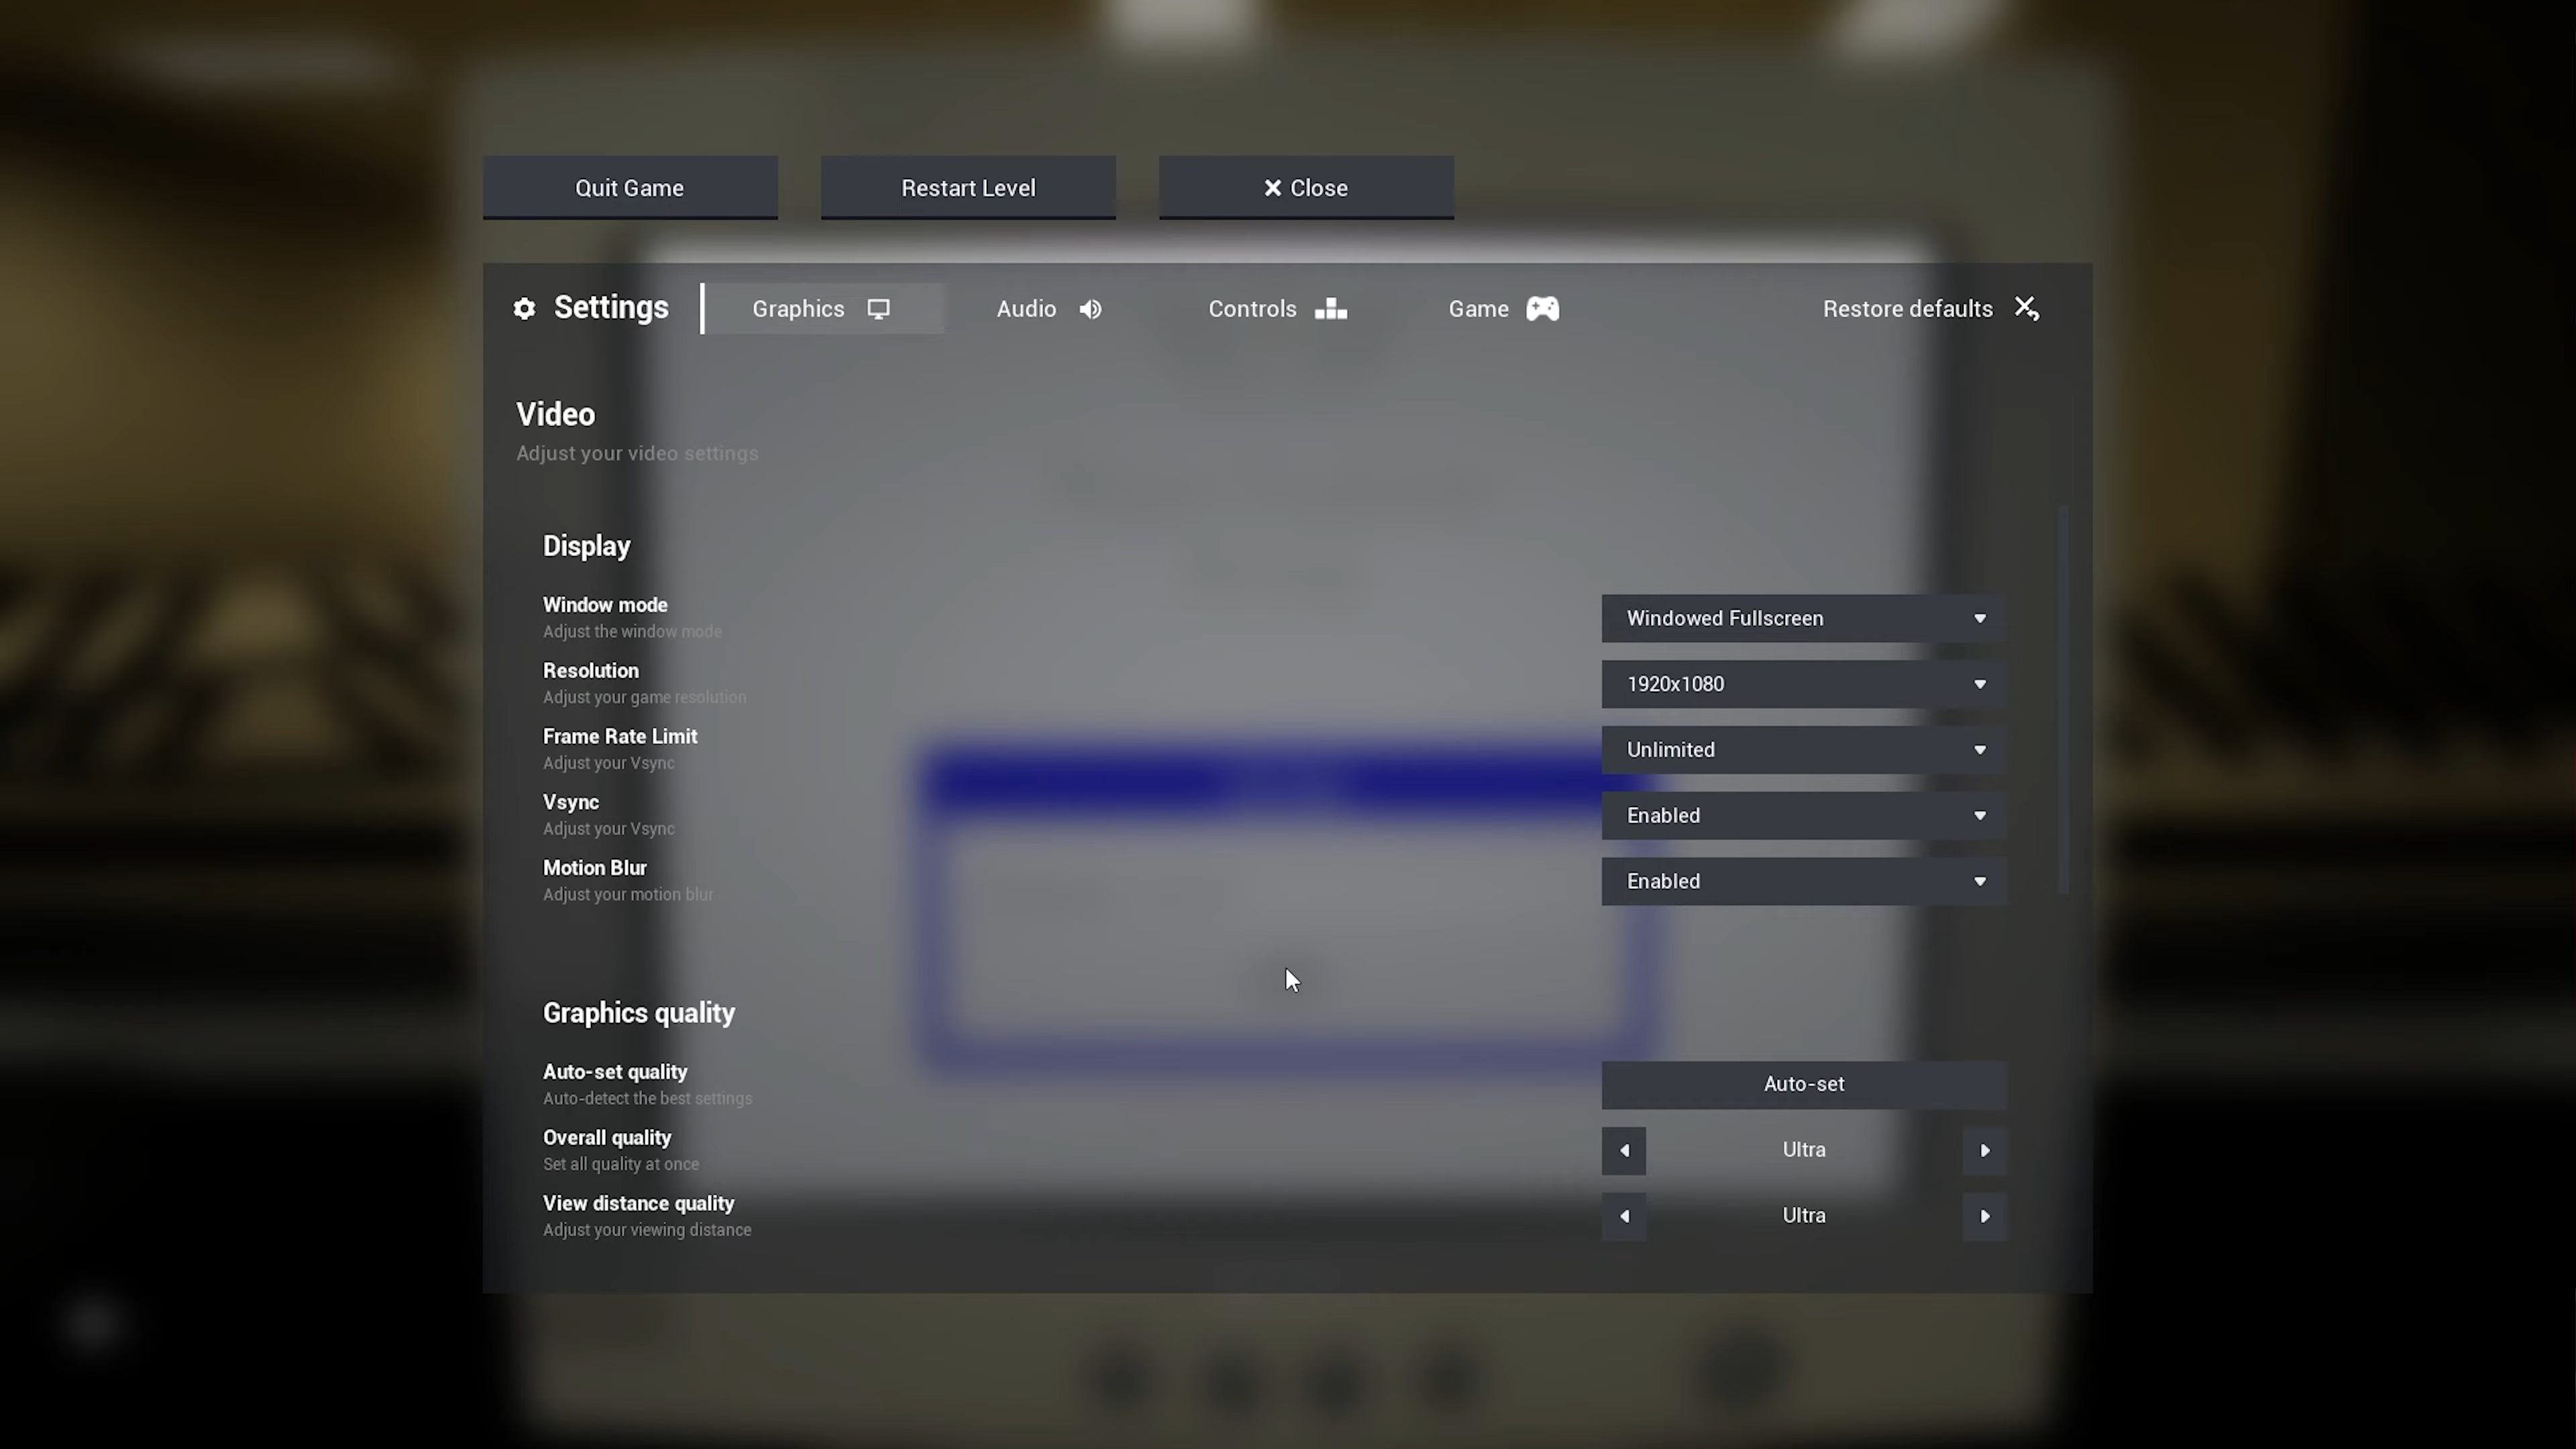 Quit Game
Restart Level
Close
Settings
Graphics
Audio
Controls
Game
Restore defaults
Video
Adjust your video settings
Display
Window mode
Windowed Fullscreen
Adjust the window mode
Resolution
1920x1080
Adjust your game resolution
Frame Rate Limit
Unlimited
Adjust your Vsync
Vsync
Enabled
Adjust your Vsync
Motion Blur
Enabled
Adjust your motion blur
Graphics quality
Auto-set quality
Auto-set
Auto-detect the best settings
Overall quality
Ultra
Set all quality at once
View distance quality
Ultra
Adjust your viewing distance